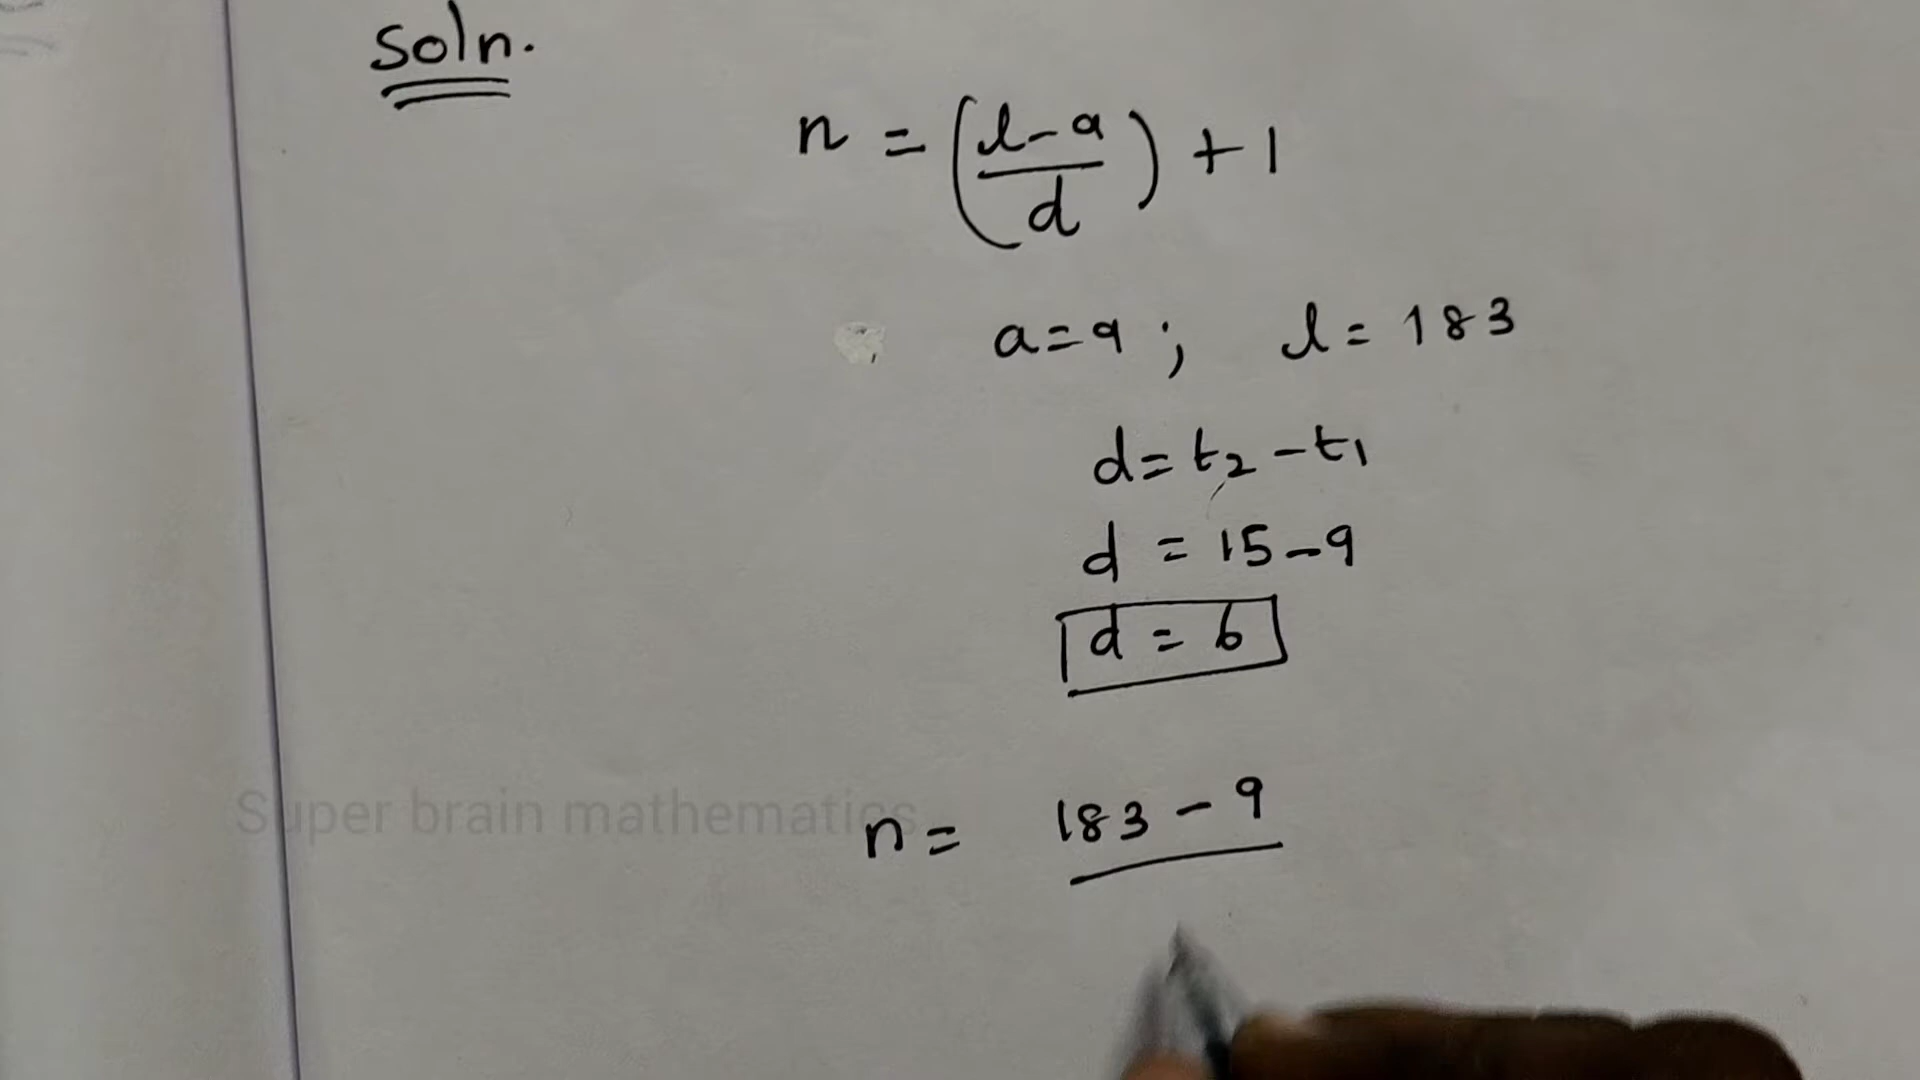 Soln.
n = (l-a/d) + 1
a=9 ; l = 183
d= t2 - t1
d = 15-9
d = 6
Super brain mathematics
n = 183 - 9